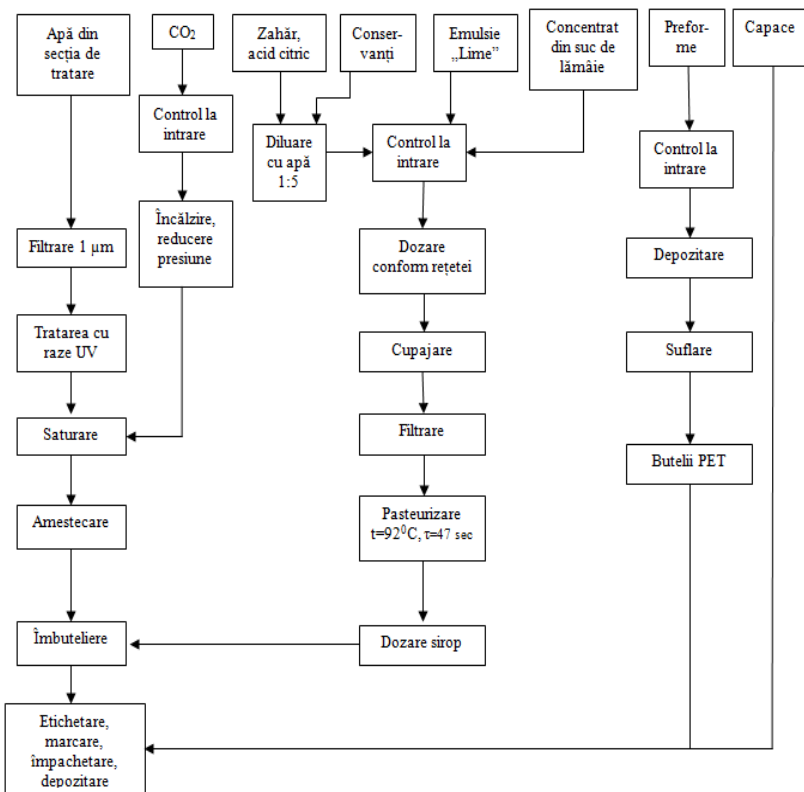 Apă din
secția de
tratare
CO2
Zahăr,
acid citric
Conser-
vanți
Emulsie
„Lime”
Concentrat
din suc de
lămâie
Prefor-
me
Capace
Control la
intrare
Diluare
cu apă
1:5
Control la
intrare
Control la
intrare
Încălzire,
reducere
presiune
Filtrare 1 µm
Dozare
conform rețetei
Depozitare
Tratarea cu
raze UV
Cupajare
Suflare
Saturare
Filtrare
Butelii PET
Amestecare
Pasteurizare
t=92⁰C, τ=47 sec
Îmbuteliere
Dozare sirop
Etichetare,
marcare,
împachetare,
depozitare